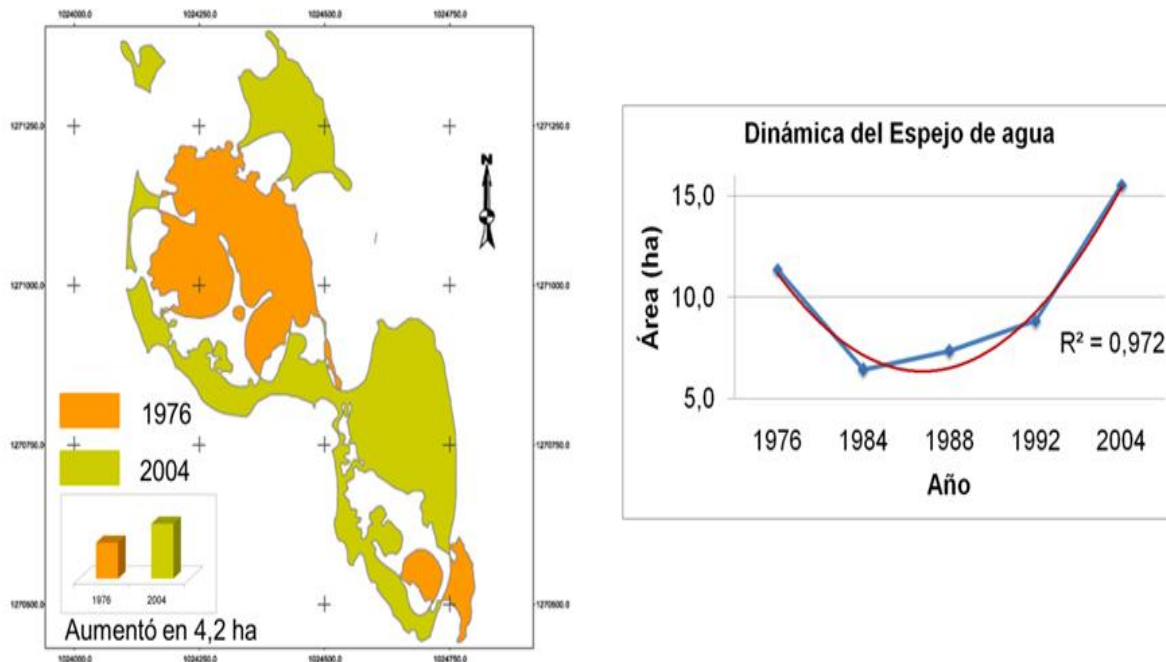 1024000.0 1024250.0 1024500.0 1024750.0
1271250.0 1271250.0
N
1271000.0 1271000.0
1976
1270750.0 1270750.0
2004
1976 2004
1270500.0 1270500.0
Aumentó en 4,2 ha
1024000.0 1024250.0 1024500.0 1024750.0
Dinámica del Espejo de agua
15,0
10,0
5,0
Área (ha)
R² = 0,972
1976 1984 1988 1992 2004
Año